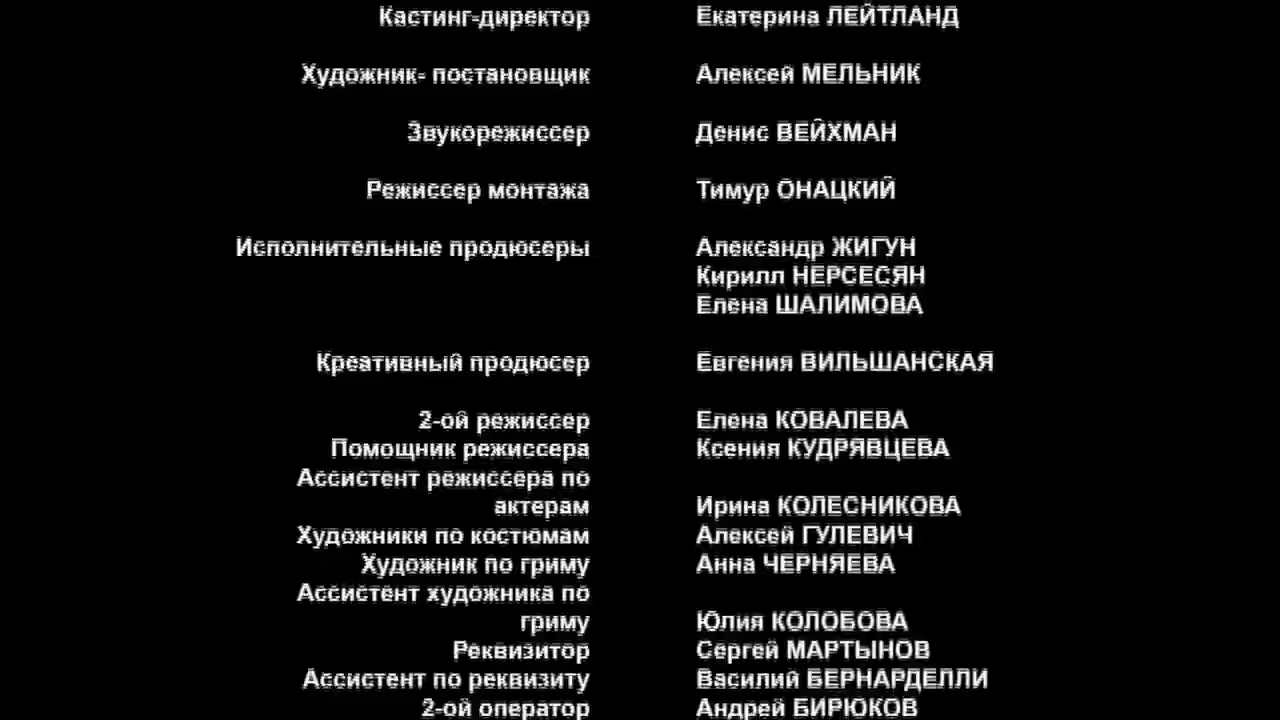 Кастинг-директор Екатерина ЛЕЙТЛАНД
Художник- постановщик Алексей МЕЛЬНИК
Звукорежиссер Денис ВЕЙХМАН
Режиссер монтажа Тимур ОНАЦКИЙ
Исполнительные продюсеры Александр ЖИГУН
Кирилл НЕРСЕСЯН
Елена ШАЛИМОВА
Креативный продюсер Евгения ВИЛЬШАНСКАЯ
2-ой режиссер Елена КОВАЛЕВА
Помощник режиссера Ксения КУДРЯВЦЕВА
Ассистент режиссера по
актерам Ирина КОЛЕСНИКОВА
Художники по костюмам Алексей ГУЛЕВИЧ
Художник по гриму Анна ЧЕРНЯЕВА
Ассистент художника по
гриму Юлия КОЛОБОВА
Реквизитор Сергей МАРТЫНОВ
Ассистент по реквизиту Василий БЕРНАРДЕЛЛИ
2-ой оператор Андрей БИРЮКОВ